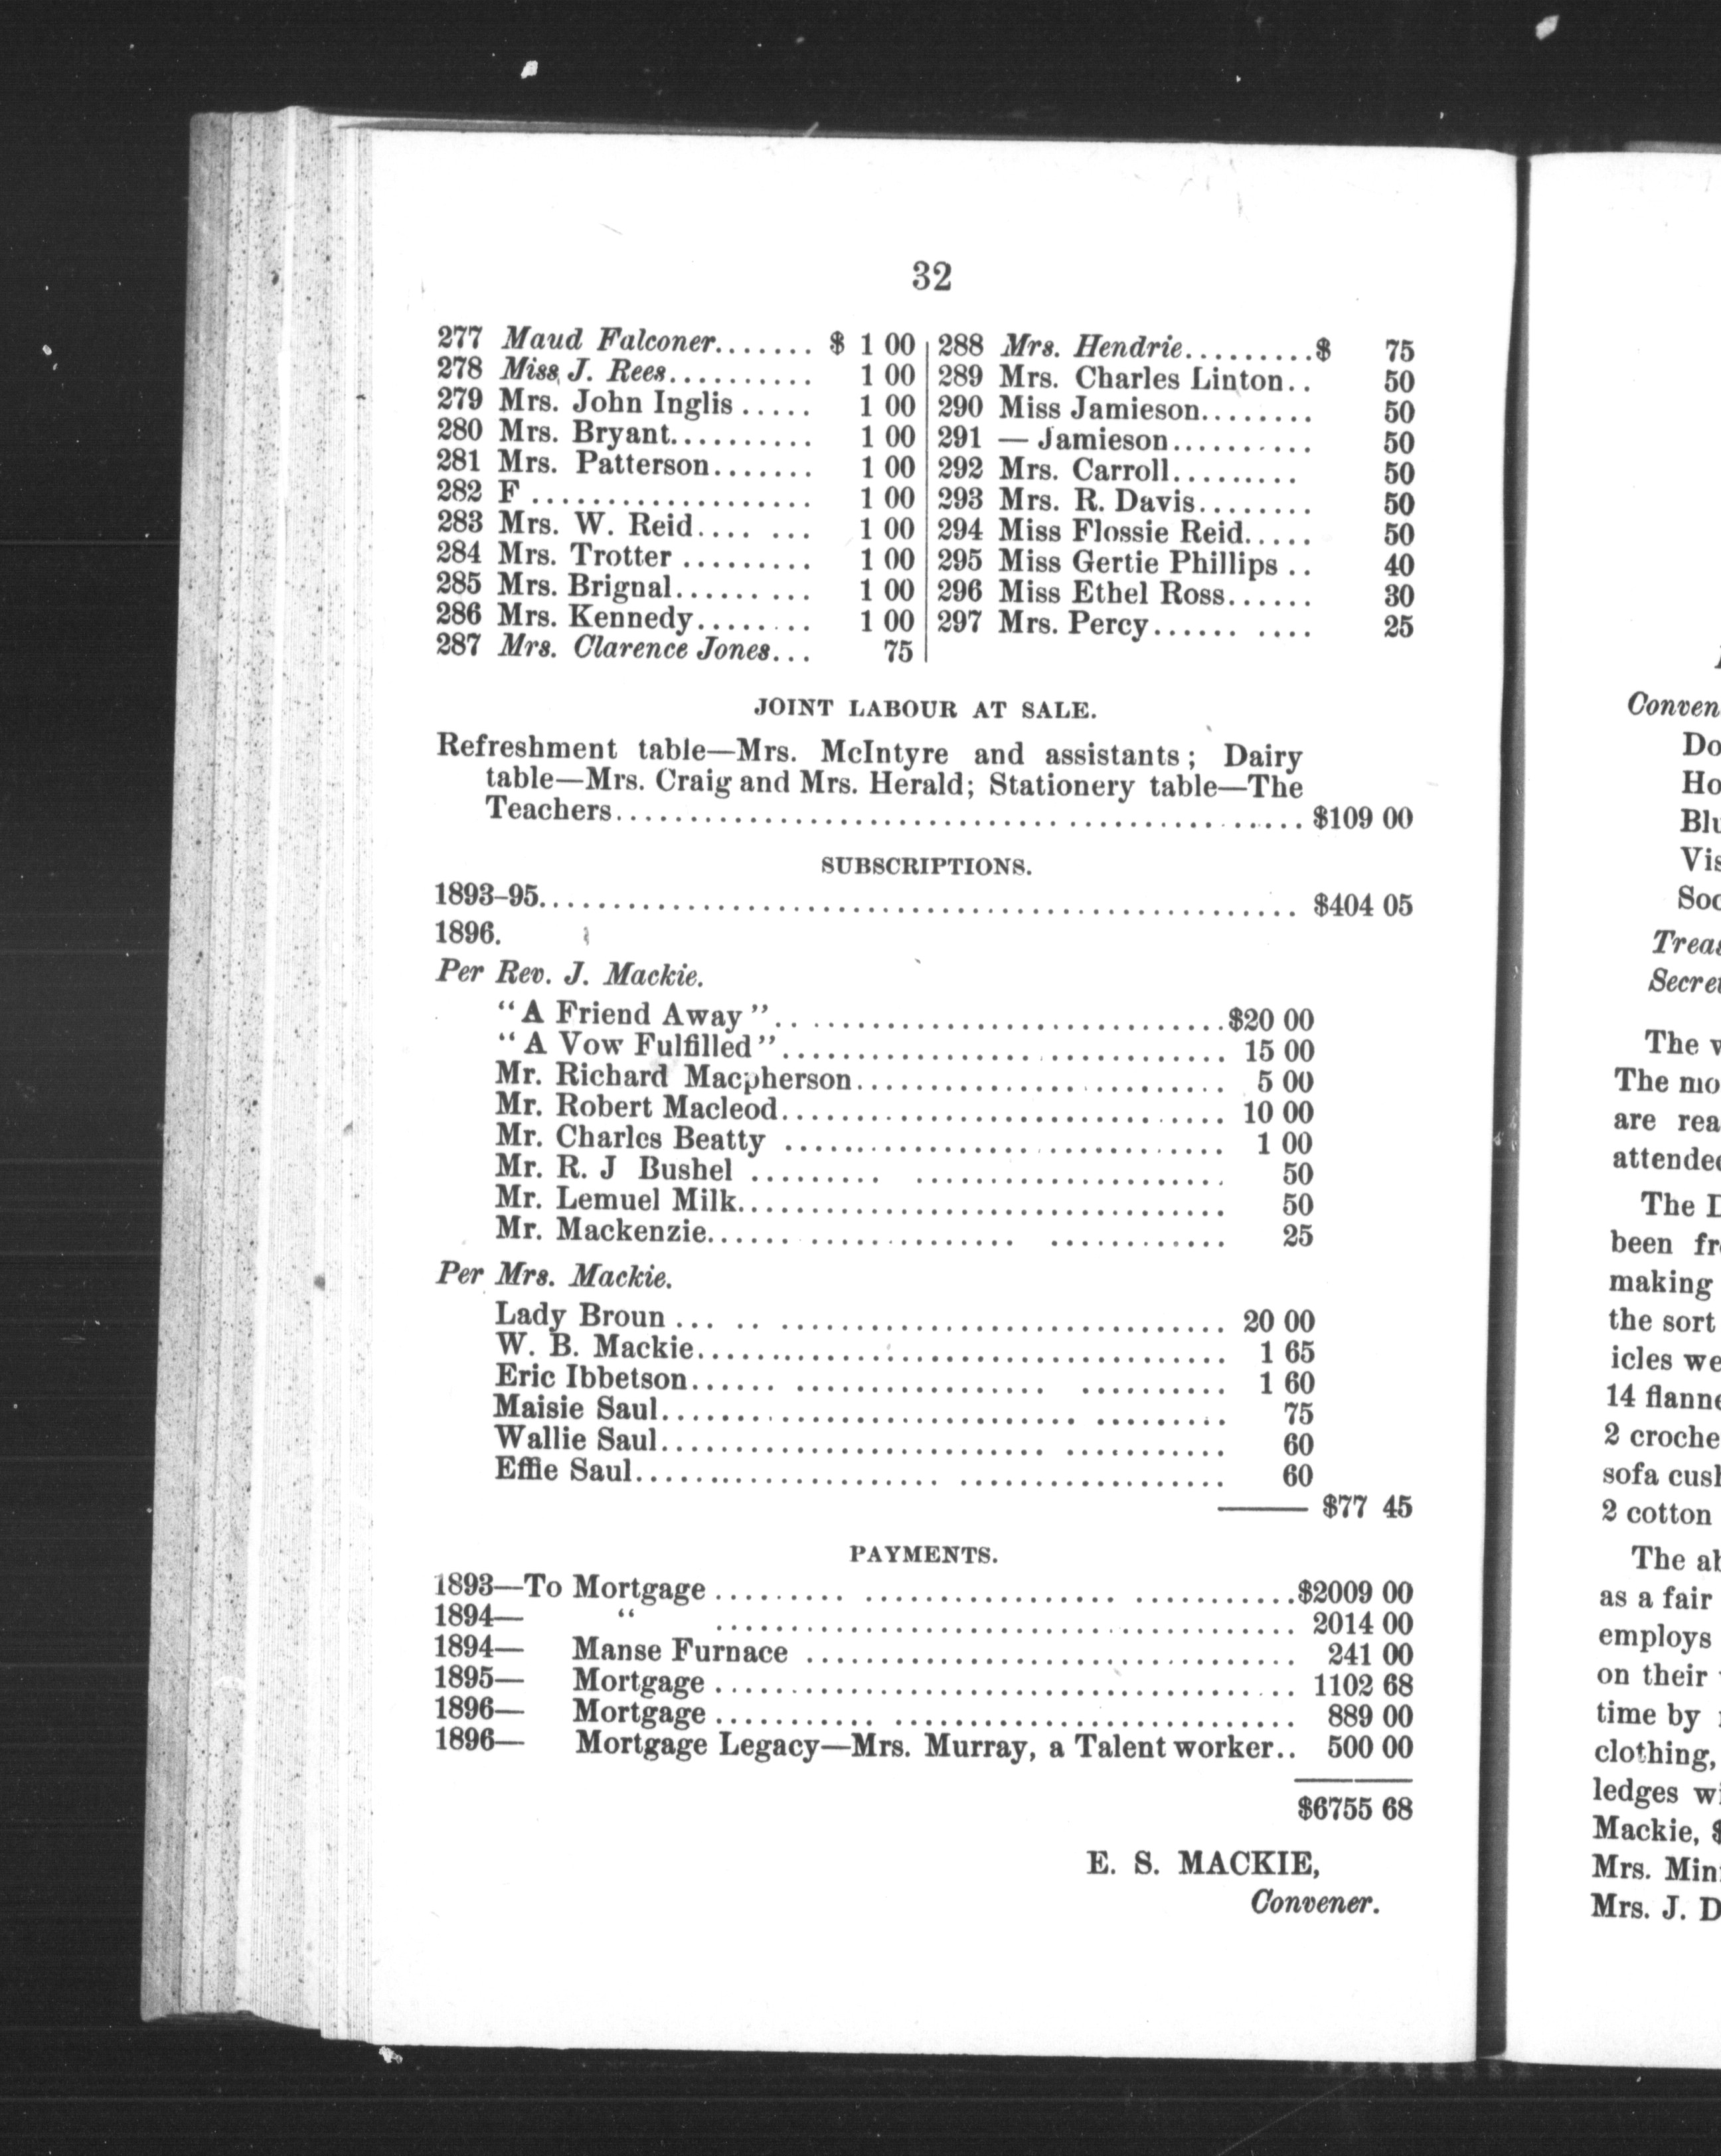 32
277 Maud Falconer....... $ 1 00
278 Miss J. Rees.......... 1 00
279 Mrs. John Inglis ..... 1 00
280 Mrs. Bryant.......... 1 00
281 Mrs. Patterson....... 1 00
282 F ................... 1 00
283 Mrs. W. Reid.... ... 1 00
284 Mrs. Trotter ......... 1 00
285 Mrs. Brignal......... 1 00
286 Mrs. Kennedy........ 1 00
287 Mrs. Clarence Jones... 75
288 Mrs. Hendrie.........$ 75
289 Mrs. Charles Linton.. 50
290 Miss Jamieson........ 50
291 — Jamieson.......... 50
292 Mrs. Carroll......... 50
293 Mrs. R. Davis........ 50
294 Miss Flossie Reid..... 50
295 Miss Gertie Phillips .. 40
296 Miss Ethel Ross...... 30
297 Mrs. Percy...... .... 25
JOINT LABOUR AT SALE.
Refreshment table—Mrs. McIntyre and assistants; Dairy
table—Mrs. Craig and Mrs. Herald; Stationery table—The
Teachers.............................................. $109 00
SUBSCRIPTIONS.
1893-95.................................................. $404 05
1896.
Per Rev. J. Mackie.
"A Friend Away".. ............................$20 00
"A Vow Fulfilled".............................. 15 00
Mr. Richard Macpherson......................... 5 00
Mr. Robert Macleod.............................. 10 00
Mr. Charles Beatty ............................. 1 00
Mr. R. J Bushel ......... ..................... 50
Mr. Lemuel Milk................................ 50
Mr. Mackenzie...... .............. ............ 25
Per Mrs. Mackie.
Lady Broun ... .. ............................ 20 00
W. B. Mackie................................... 1 65
Eric Ibbetson...... ................. .......... 1 60
Maisie Saul............................ ......... 75
Wallie Saul.......................... ........... 60
Effie Saul.................... .................. 60
$77 45
PAYMENTS.
1893—To Mortgage ......... ................. ...........$2009 00
1894— " ...................................... 2014 00
1894— Manse Furnace ................................. 241 00
1895— Mortgage ....................................... 1102 68
1896— Mortgage ........... ........................... 889 00
1896— Mortgage Legacy—Mrs. Murray, a Talent worker.. 500 00
$6755 68
E. S. MACKIE,
Convener.
Conven
Do
Ho
Blu
Vis
Soc
Treas
Secret
The w
The mo
are rea
attended
The D
been fr
making
the sort
icles we
14 flanne
2 croche
sofa cush
2 cotton
The ab
as a fair
employs
on their
time by
clothing,
ledges wi
Mackie, $
Mrs. Min
Mrs. J. D